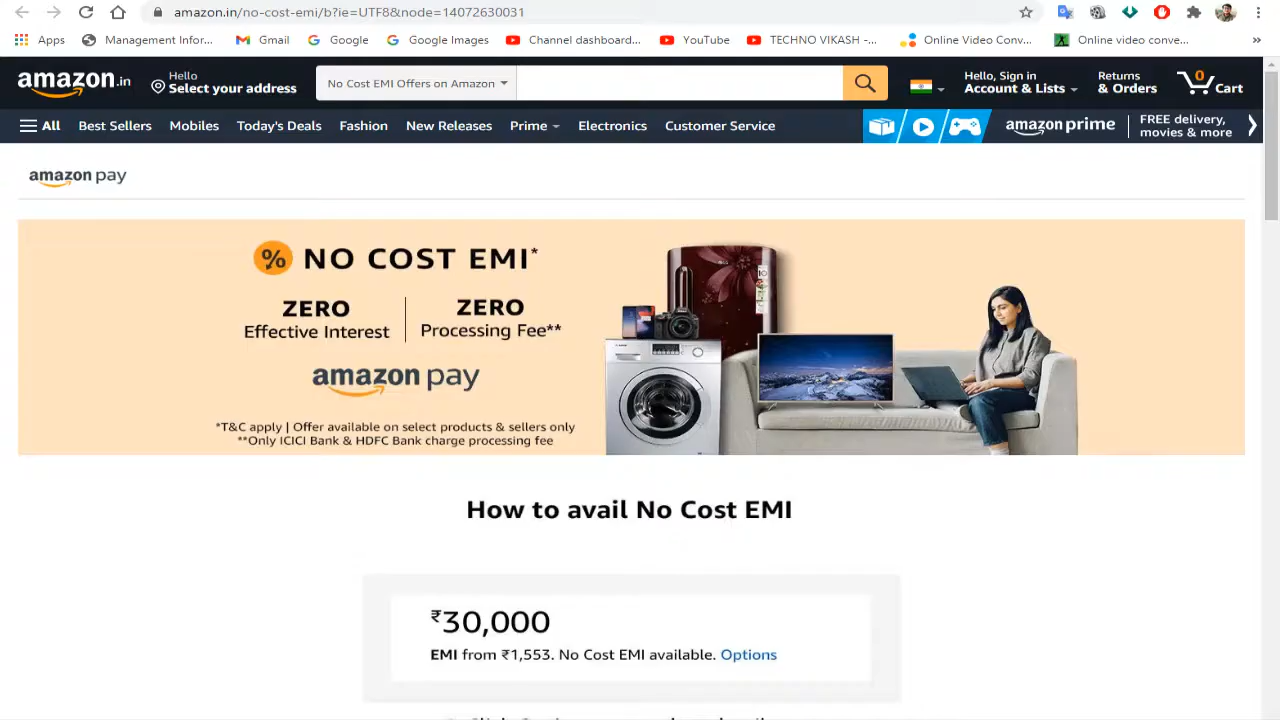 amazon.in/no-cost-emi/b?ie=UTF8&node=14072630031
Apps Management Infor... Gmail Google Google Images Channel dashboard... YouTube TECHNO VIKASH -... Online Video Conv... Online video conve... »
amazon.in Hello Select your address No Cost EMI Offers on Amazon Hello, Sign in Account & Lists Returns & Orders 0 Cart
All Best Sellers Mobiles Today's Deals Fashion New Releases Prime Electronics Customer Service amazon prime FREE delivery, movies & more
amazon pay
% NO COST EMI*
ZERO ZERO
Effective Interest Processing Fee**
amazon pay
*T&C apply | Offer available on select products & sellers only
**Only ICICI Bank & HDFC Bank charge processing fee
How to avail No Cost EMI
₹30,000
EMI from ₹1,553. No Cost EMI available. Options